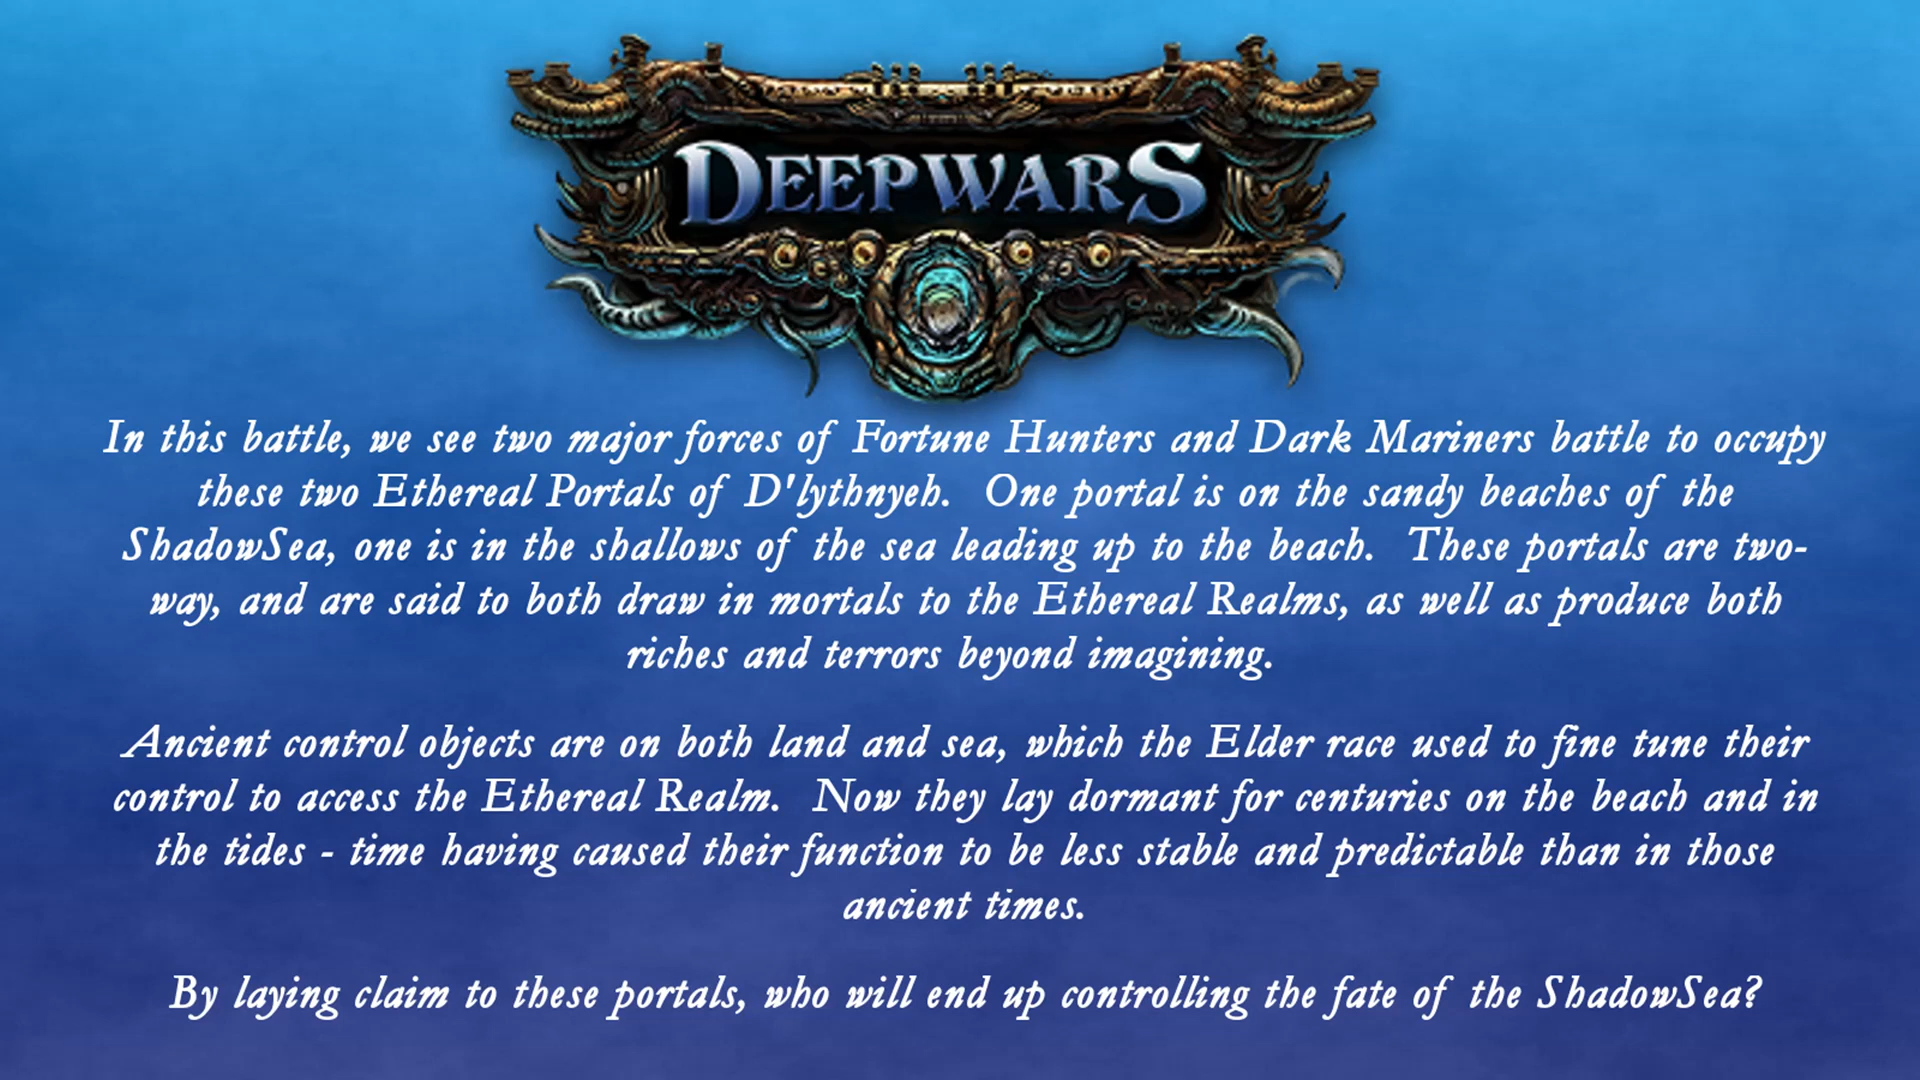 DEEPWARS
In this battle, we see two major forces of Fortune Hunters and Dark Mariners battle to occupy
these two Ethereal Portals of D'lythnyeh.  One portal is on the sandy beaches of the
ShadowSea, one is in the shallows of the sea leading up to the beach.  These portals are two-
way, and are said to both draw in mortals to the Ethereal Realms, as well as produce both
riches and terrors beyond imagining.
Ancient control objects are on both land and sea, which the Elder race used to fine tune their
control to access the Ethereal Realm.  Now they lay dormant for centuries on the beach and in
the tides - time having caused their function to be less stable and predictable than in those
ancient times.
By laying claim to these portals, who will end up controlling the fate of the ShadowSea?